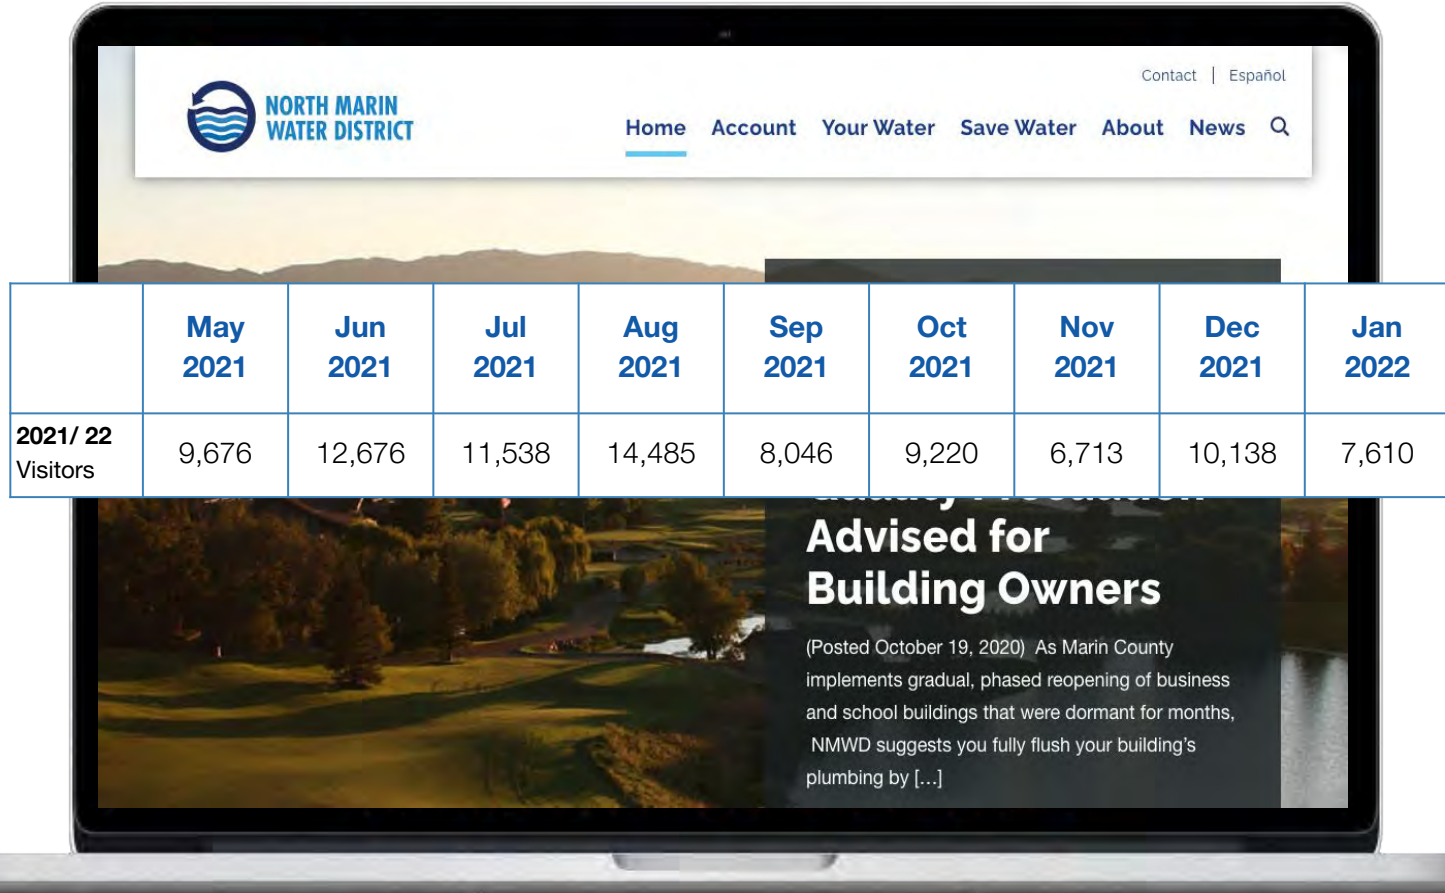 Contact | Español
NORTH MARIN
WATER DISTRICT
Home Account Your Water Save Water About News
May 2021 Jun 2021 Jul 2021 Aug 2021 Sep 2021 Oct 2021 Nov 2021 Dec 2021 Jan 2022
2021/ 22 Visitors 9,676 12,676 11,538 14,485 8,046 9,220 6,713 10,138 7,610
Advised for
Building Owners
(Posted October 19, 2020) As Marin County
implements gradual, phased reopening of business
and school buildings that were dormant for months,
NMWD suggests you fully flush your building's
plumbing by […]